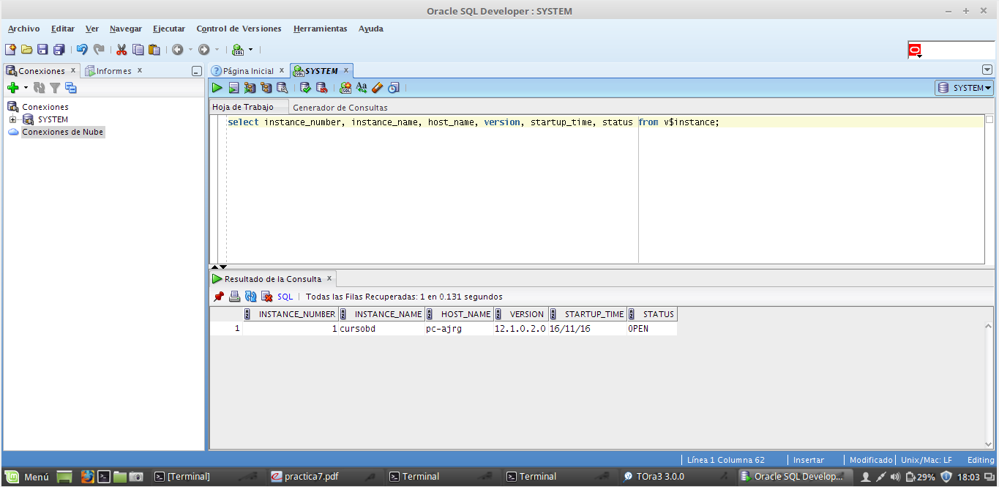 Oracle SQL Developer : SYSTEM
Archivo Editar Ver Navegar Ejecutar Control de Versiones Herramientas Ayuda
Conexiones x Informes x
Página Inicial x SYSTEM x
SYSTEM
Conexiones
SYSTEM
Conexiones de Nube
Hoja de Trabajo Generador de Consultas
select instance_number, instance_name, host_name, version, startup_time, status from v$instance;
Resultado de la Consulta x
SQL | Todas las Filas Recuperadas: 1 en 0.131 segundos
INSTANCE_NUMBER INSTANCE_NAME HOST_NAME VERSION STARTUP_TIME STATUS
1 1 cursobd pc-ajrg 12.1.0.2.0 16/11/16 OPEN
Línea 1 Columna 62 Insertar Modificado Unix/Mac: LF Editing
Menú [Terminal] practica7.pdf Terminal Terminal TOra3 3.0.0 Oracle SQL Develop... 29% 18:03